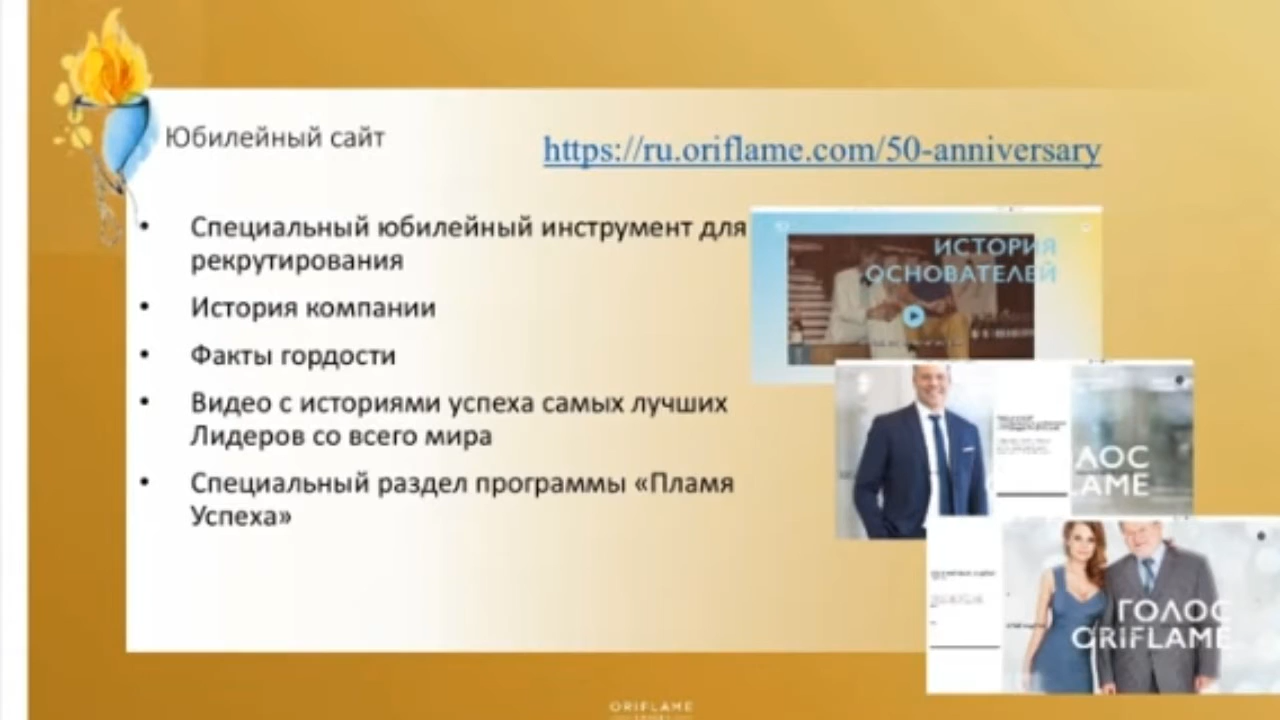 Юбилейный сайт
https://ru.oriflame.com/50-anniversary
• Специальный юбилейный инструмент для
рекрутирования
• История компании
• Факты гордости
• Видео с историями успеха самых лучших
Лидеров со всего мира
• Специальный раздел программы «Пламя
Успеха»
ИСТОРИЯ
ОСНОВАТЕЛЕЙ
ЛОС
LAME
ГОЛОС
ORIFLAME
ORIFLAME